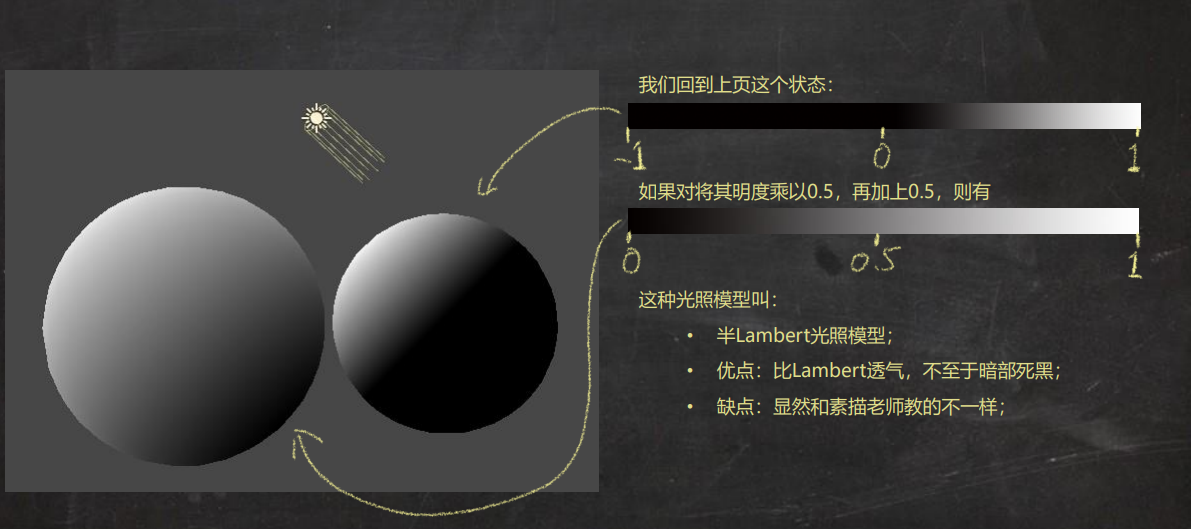 我们回到上页这个状态：
-1 0 1
如果对将其明度乘以0.5，再加上0.5，则有
0 0.5 1
这种光照模型叫：
• 半Lambert光照模型；
• 优点：比Lambert透气，不至于暗部死黑；
• 缺点：显然和素描老师教的不一样；